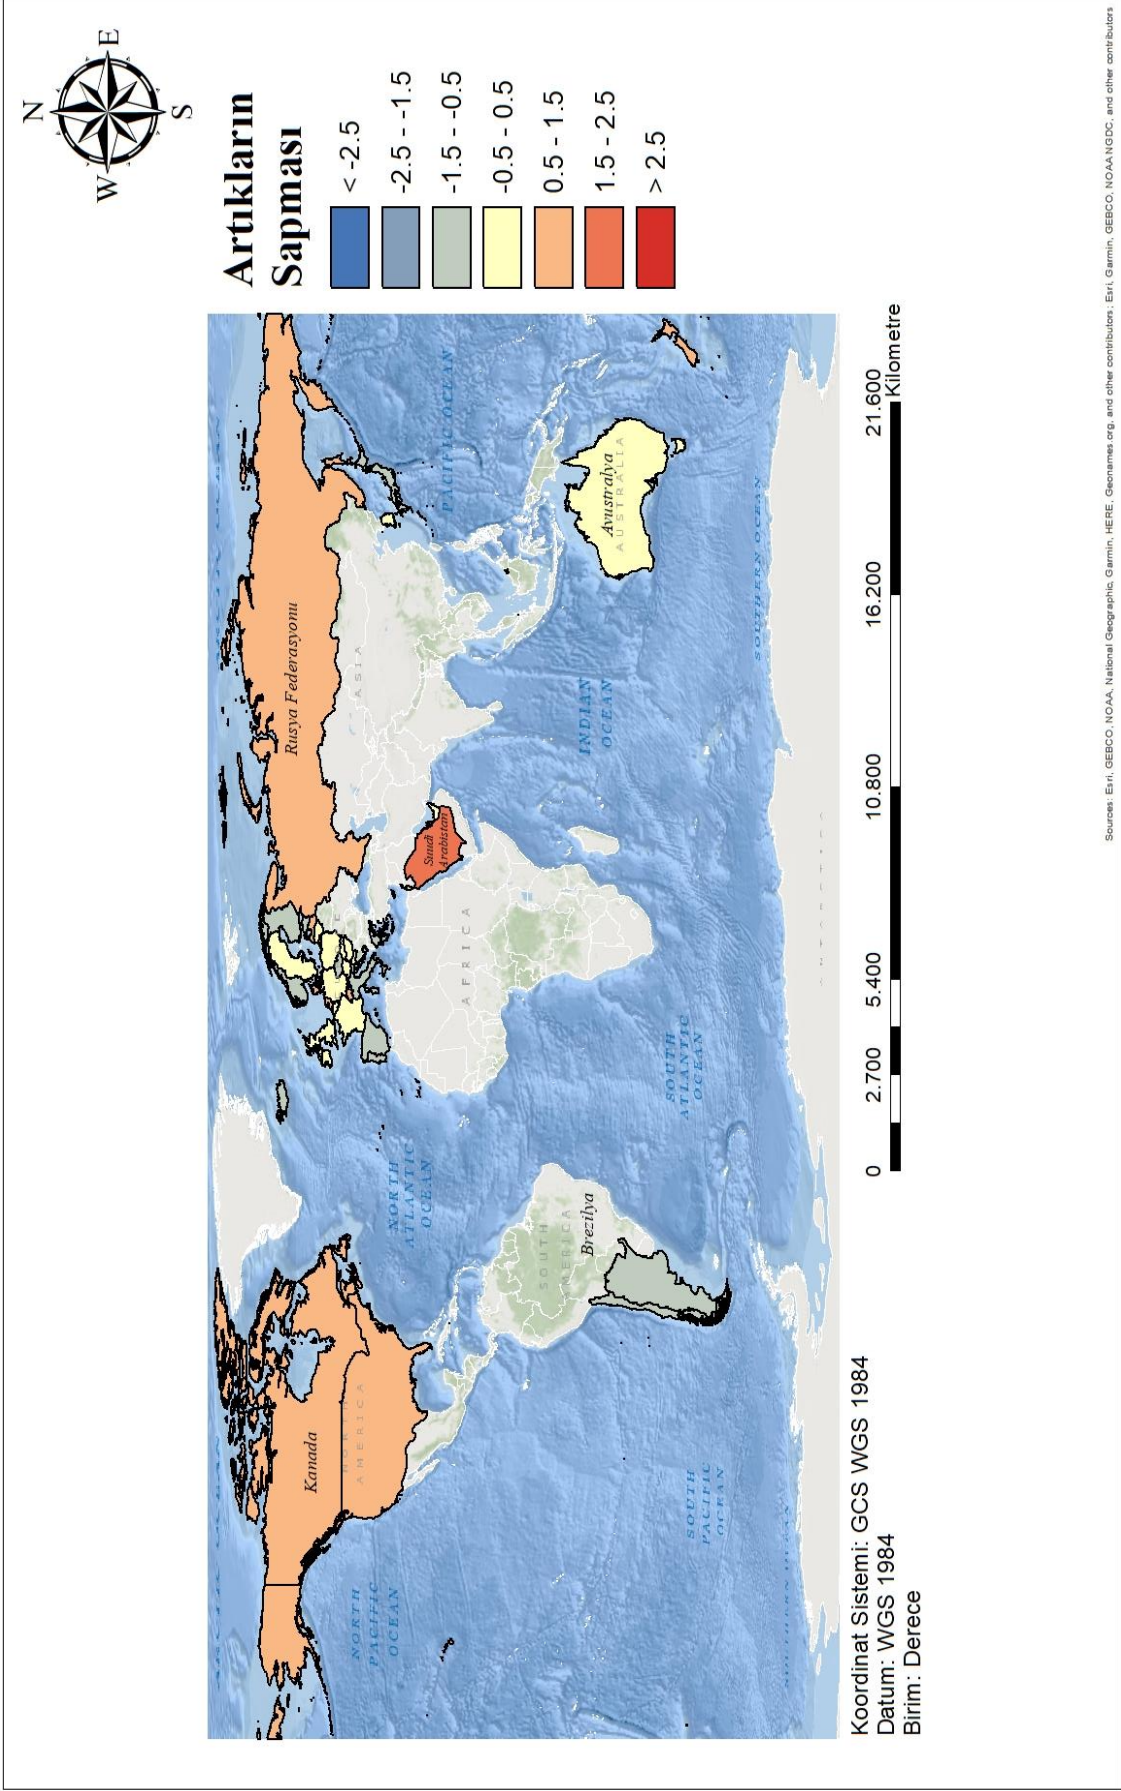 N
W
E
S
Artıkların
Sapması
< -2.5
-2.5 - -1.5
-1.5 - -0.5
-0.5 - 0.5
0.5 - 1.5
1.5 - 2.5
> 2.5
Rusya Federasyonu
Kanada
NORTH
AMERICA
ASIA
Suudi
Arabistan
AFRICA
SOUTH
AMERICA
Brezilya
Avustralya
AUSTRALIA
PACIFIC OCEAN
NORTH
ATLANTIC
OCEAN
NORTH
PACIFIC
OCEAN
INDIAN
OCEAN
SOUTH
ATLANTIC
OCEAN
SOUTH
PACIFIC
OCEAN
SOUTHERN OCEAN
Koordinat Sistemi: GCS WGS 1984
Datum: WGS 1984
Birim: Derece
0 2.700 5.400 10.800 16.200 21.600
Kilometre
Sources: Esri, GEBCO, NOAA, National Geographic, Garmin, HERE, Geonames.org, and other contributors; Esri, Garmin, GEBCO, NOAA NGDC, and other contributors